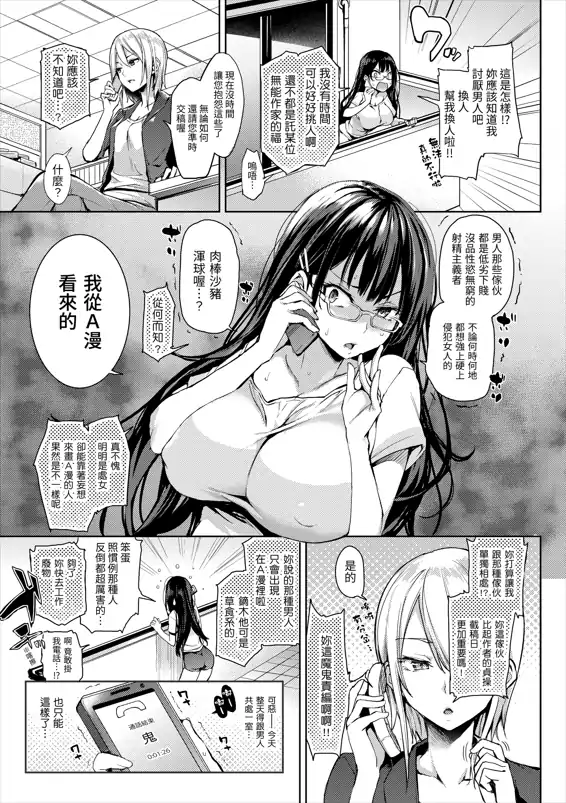 這是怎樣!?
妳應該知道我
討厭男人吧
換人
幫我換人啦!!
無法
真的不行啦
我沒有時間
可以好好挑人啊
還不都是託某位
無能作家的福
嗚唔…
現在沒時間
讓您抱怨這些了
無論如何
還請您準時
交稿喔
妳應該
不知道吧…?
什麼?
男人那些傢伙
都是低劣下賤
沒品性慾無窮的
射精主義者
不論何時何地
都想強上硬上
侵犯女人的
肉棒沙豬
渾球喔…!
從何而知?
我從A漫
看來的
真不愧
明明是處女
卻能靠著妄想
來畫A漫的人
果然是不一樣呢
妳打算讓我
跟那種傢伙
單獨相處!?
是的
妳這傢伙
比起作者的貞操
截稿日
更加重要嗎!
妳這魔鬼責編啊啊!!
妳說的那種男人
只會出現
在A漫裡啦
鏑木他可是
草食系的
笨蛋
照慣例那種人
反倒都超厲害的…
夠了
妳快去工作
廢物
啊,竟敢掛
我電話…!?
可惡——今天
整天得跟男人
共處一室…
通話結束
鬼
0:01:26
也只能
這樣了…